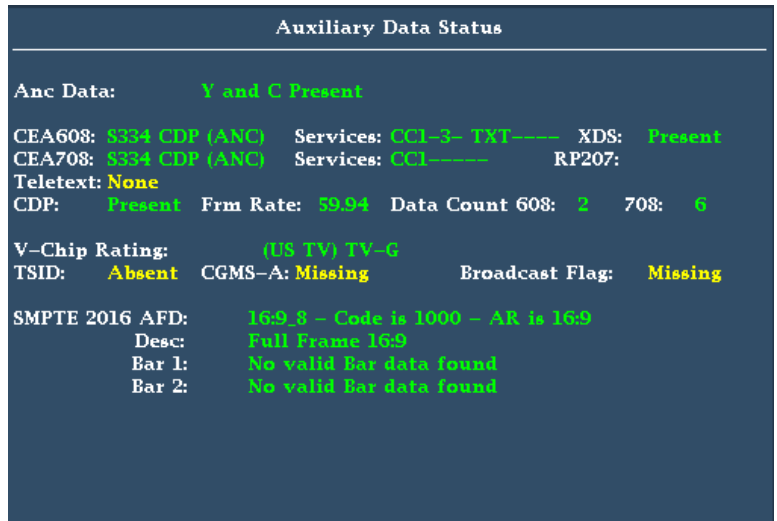 Auxiliary Data Status
Anc Data: Y and C Present
CEA608: S334 CDP (ANC) Services: CC1–3– TXT–––– XDS: Present
CEA708: S334 CDP (ANC) Services: CC1––––– RP207:
Teletext: None
CDP: Present Frm Rate: 59.94 Data Count 608: 2 708: 6
V–Chip Rating: (US TV) TV–G
TSID: Absent CGMS–A: Missing Broadcast Flag: Missing
SMPTE 2016 AFD: 16:9_8 – Code is 1000 – AR is 16:9
Desc: Full Frame 16:9
Bar 1: No valid Bar data found
Bar 2: No valid Bar data found